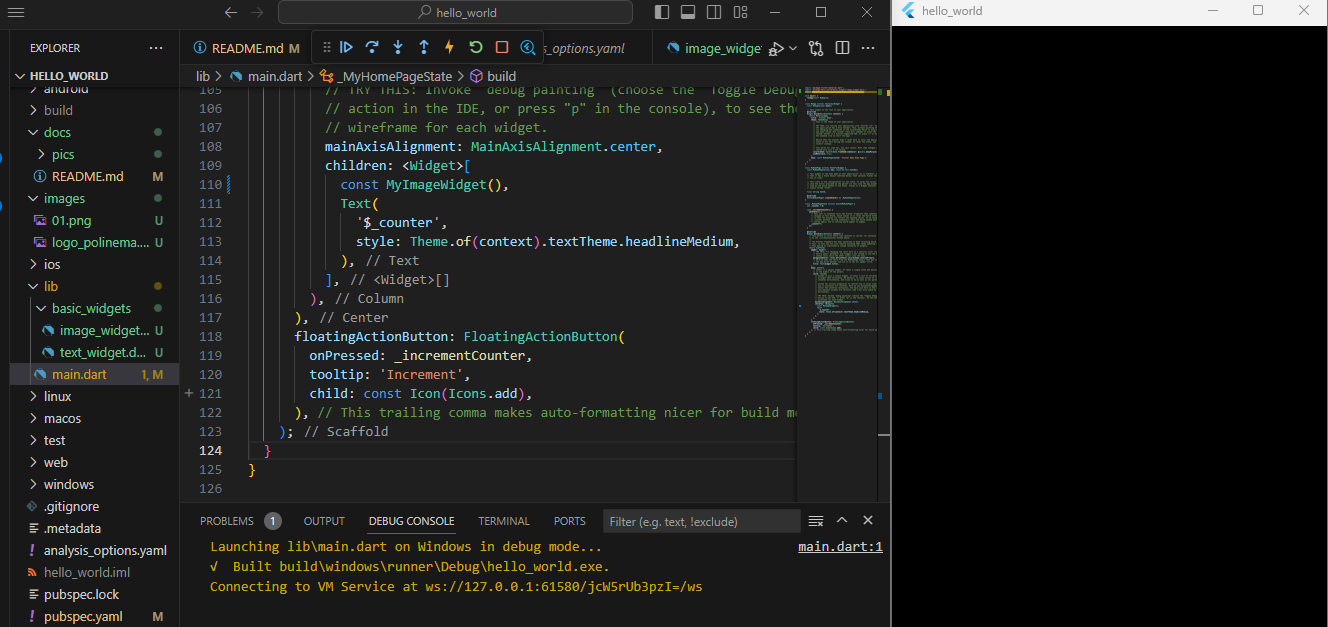 hello_world
hello_world
EXPLORER
README.md M
s_options.yaml
image_widge
HELLO_WORLD
lib > main.dart > _MyHomePageState > build
android
build
docs
pics
README.md M
images
01.png U
logo_polinema.... U
ios
lib
basic_widgets
image_widget... U
text_widget.d... U
main.dart 1, M
linux
macos
test
web
windows
.gitignore
.metadata
analysis_options.yaml
hello_world.iml
pubspec.lock
pubspec.yaml M
105 // TRY THIS: Invoke "debug painting" (choose the "Toggle Debu
106 // action in the IDE, or press "p" in the console), to see the
107 // wireframe for each widget.
108 mainAxisAlignment: MainAxisAlignment.center,
109 children: <Widget>[
110 const MyImageWidget(),
111 Text(
112 '$_counter',
113 style: Theme.of(context).textTheme.headlineMedium,
114 ), // Text
115 ], // <Widget>[]
116 ), // Column
117 ), // Center
118 floatingActionButton: FloatingActionButton(
119 onPressed: _incrementCounter,
120 tooltip: 'Increment',
121 child: const Icon(Icons.add),
122 ), // This trailing comma makes auto-formatting nicer for build me
123 ); // Scaffold
124 }
125 }
126
PROBLEMS 1 OUTPUT DEBUG CONSOLE TERMINAL PORTS Filter (e.g. text, !exclude)
Launching lib\main.dart on Windows in debug mode... main.dart:1
√ Built build\windows\runner\Debug\hello_world.exe.
Connecting to VM Service at ws://127.0.0.1:61580/jcW5rUb3pzI=/ws